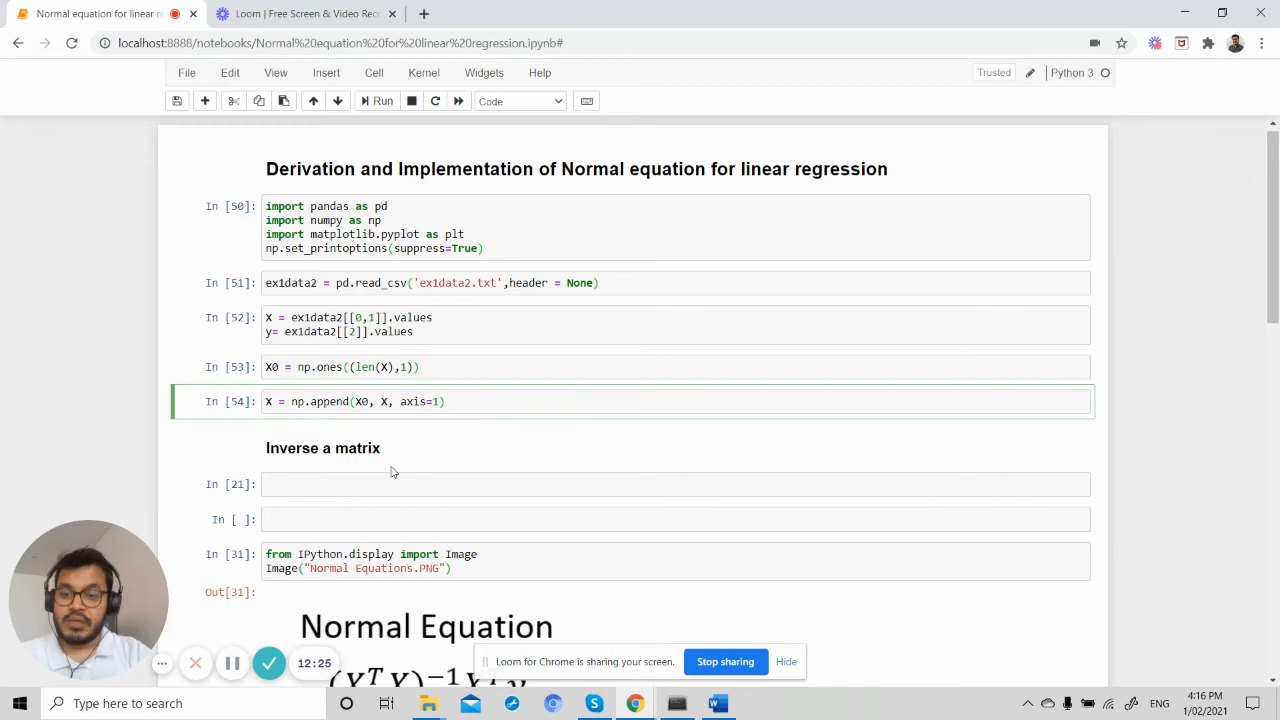 Normal equation for linear re
Loom | Free Screen & Video Rec
localhost:8888/notebooks/Normal%20equation%20for%20linear%20regression.ipynb#
File Edit View Insert Cell Kernel Widgets Help Trusted Python 3
Run Code
Derivation and Implementation of Normal equation for linear regression
In [50]: import pandas as pd
import numpy as np
import matplotlib.pyplot as plt
np.set_printoptions(suppress=True)
In [51]: ex1data2 = pd.read_csv('ex1data2.txt',header = None)
In [52]: X = ex1data2[[0,1]].values
y= ex1data2[[2]].values
In [53]: X0 = np.ones((len(X),1))
In [54]: X = np.append(X0, X, axis=1)
Inverse a matrix
In [21]:
In [ ]:
In [31]: from IPython.display import Image
Image("Normal Equations.PNG")
Out[31]:
Normal Equation
(XᵀX)⁻¹Xᵀy
12:25
Loom for Chrome is sharing your screen. Stop sharing Hide
Type here to search
ENG
4:16 PM
1/02/2021